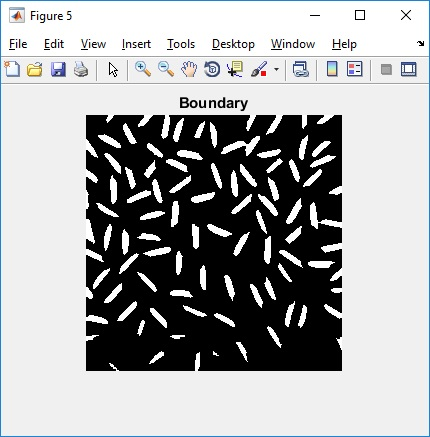 Figure 5
File Edit View Insert Tools Desktop Window Help
Boundary